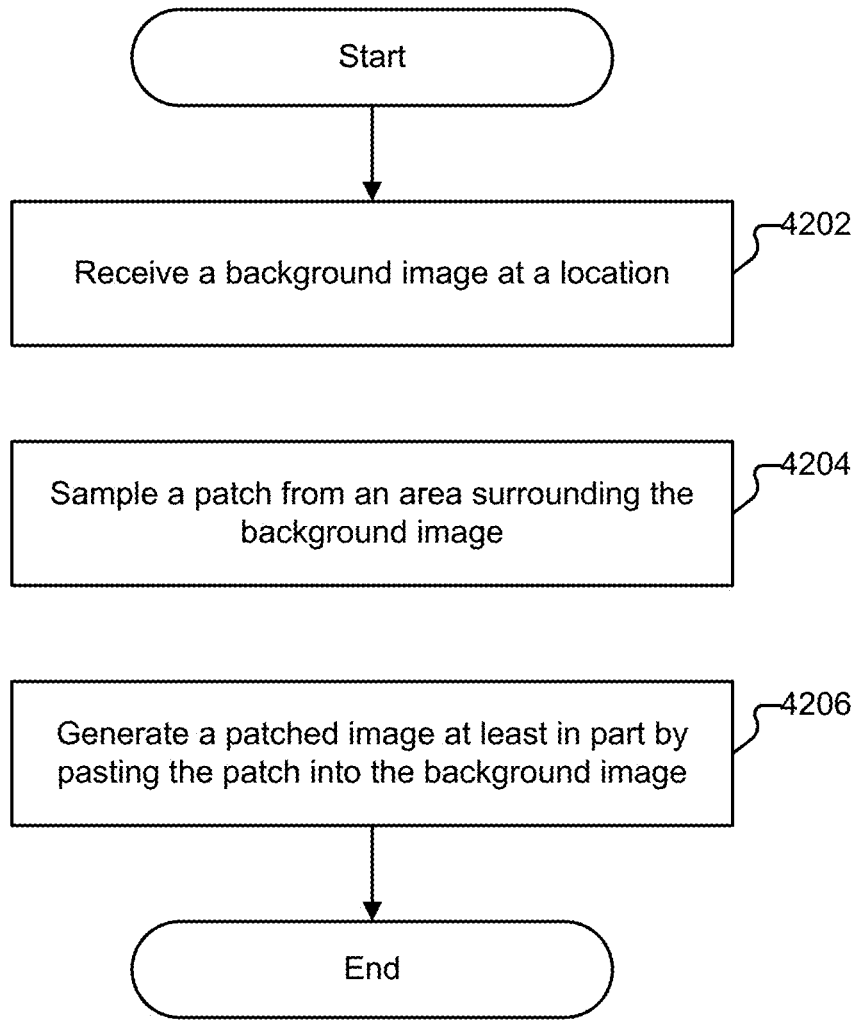 Start
Receive a background image at a location
4202
Sample a patch from an area surrounding the
background image
4204
Generate a patched image at least in part by
pasting the patch into the background image
4206
End